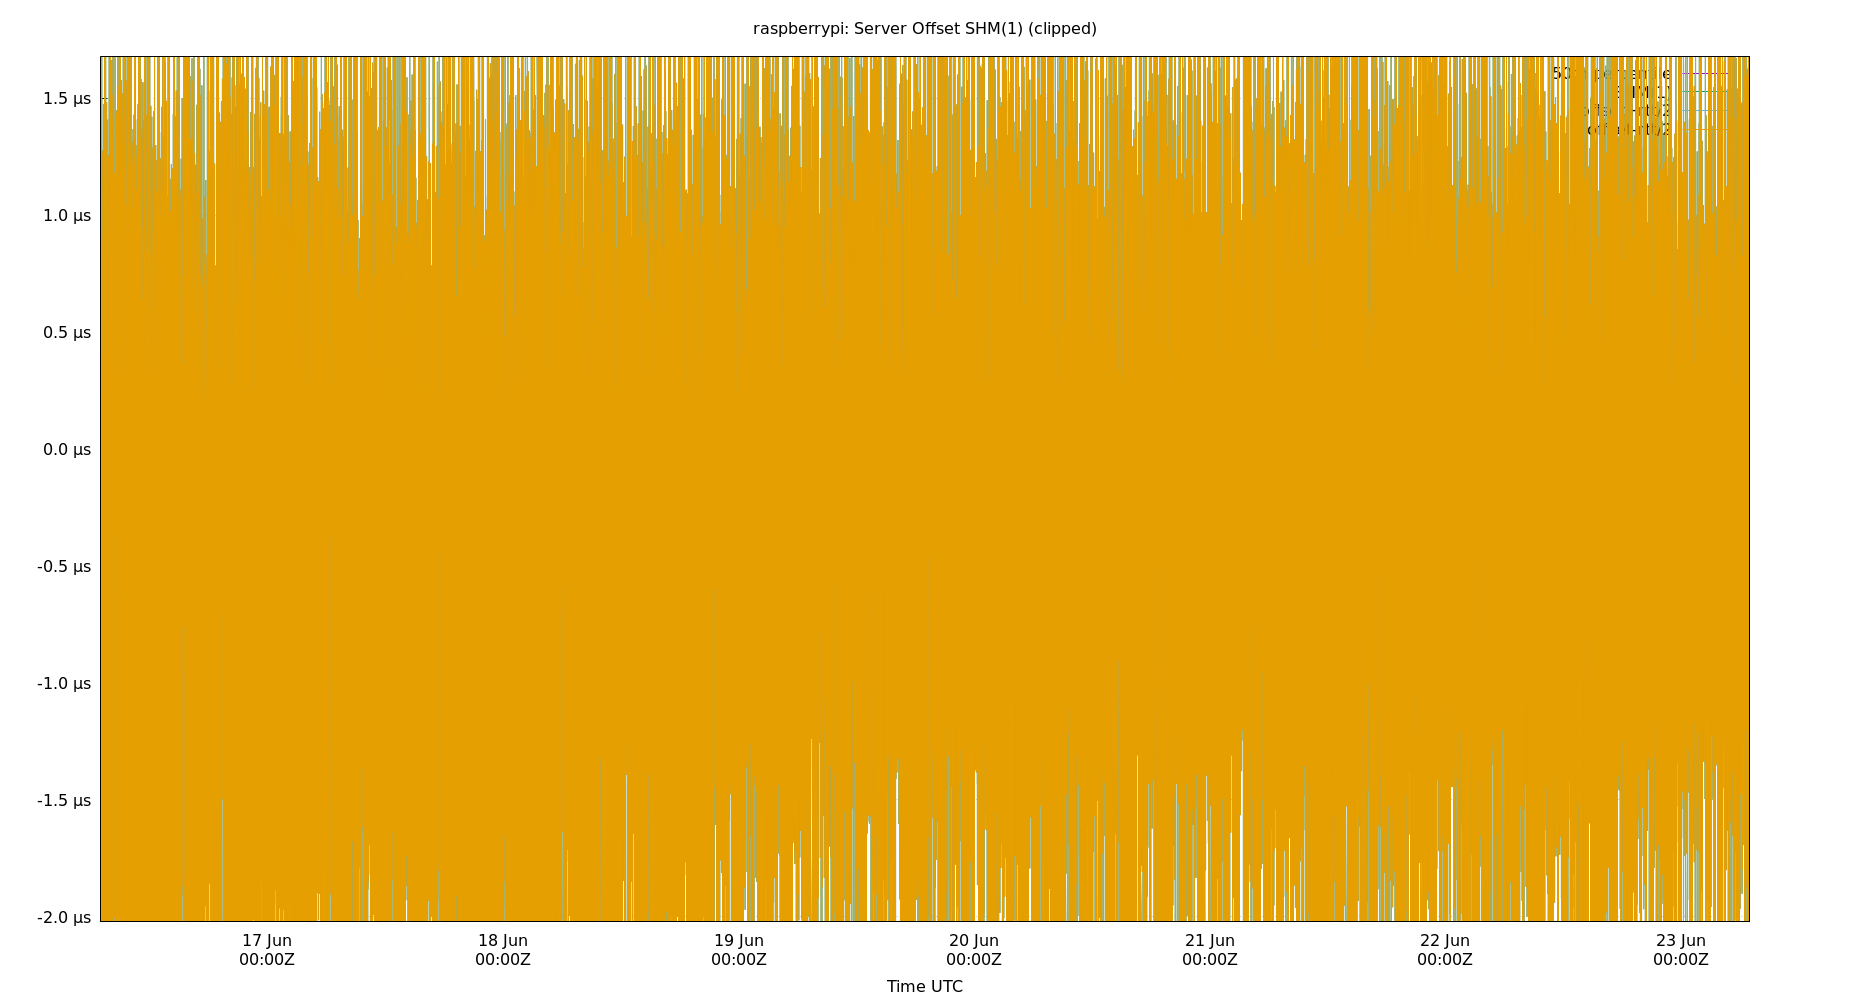 raspberrypi: Server Offset SHM(1) (clipped)
1.5 µs
1.0 µs
0.5 µs
0.0 µs
-0.5 µs
-1.0 µs
-1.5 µs
-2.0 µs
17 Jun 18 Jun 19 Jun 20 Jun 21 Jun 22 Jun 23 Jun
00:00Z 00:00Z 00:00Z 00:00Z 00:00Z 00:00Z 00:00Z
Time UTC